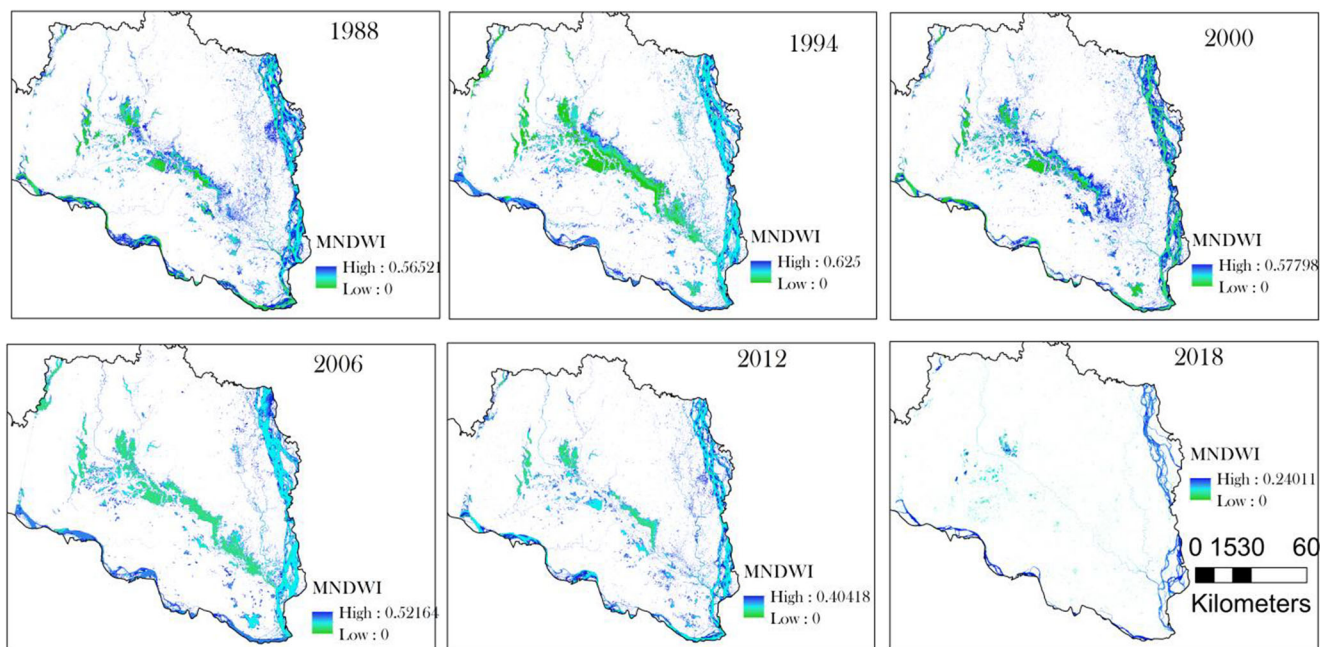 1988
MNDWI
High : 0.56521
Low : 0
1994
MNDWI
High : 0.625
Low : 0
2000
MNDWI
High : 0.57798
Low : 0
2006
MNDWI
High : 0.52164
Low : 0
2012
MNDWI
High : 0.40418
Low : 0
2018
MNDWI
High : 0.24011
Low : 0
0 1530 60
Kilometers